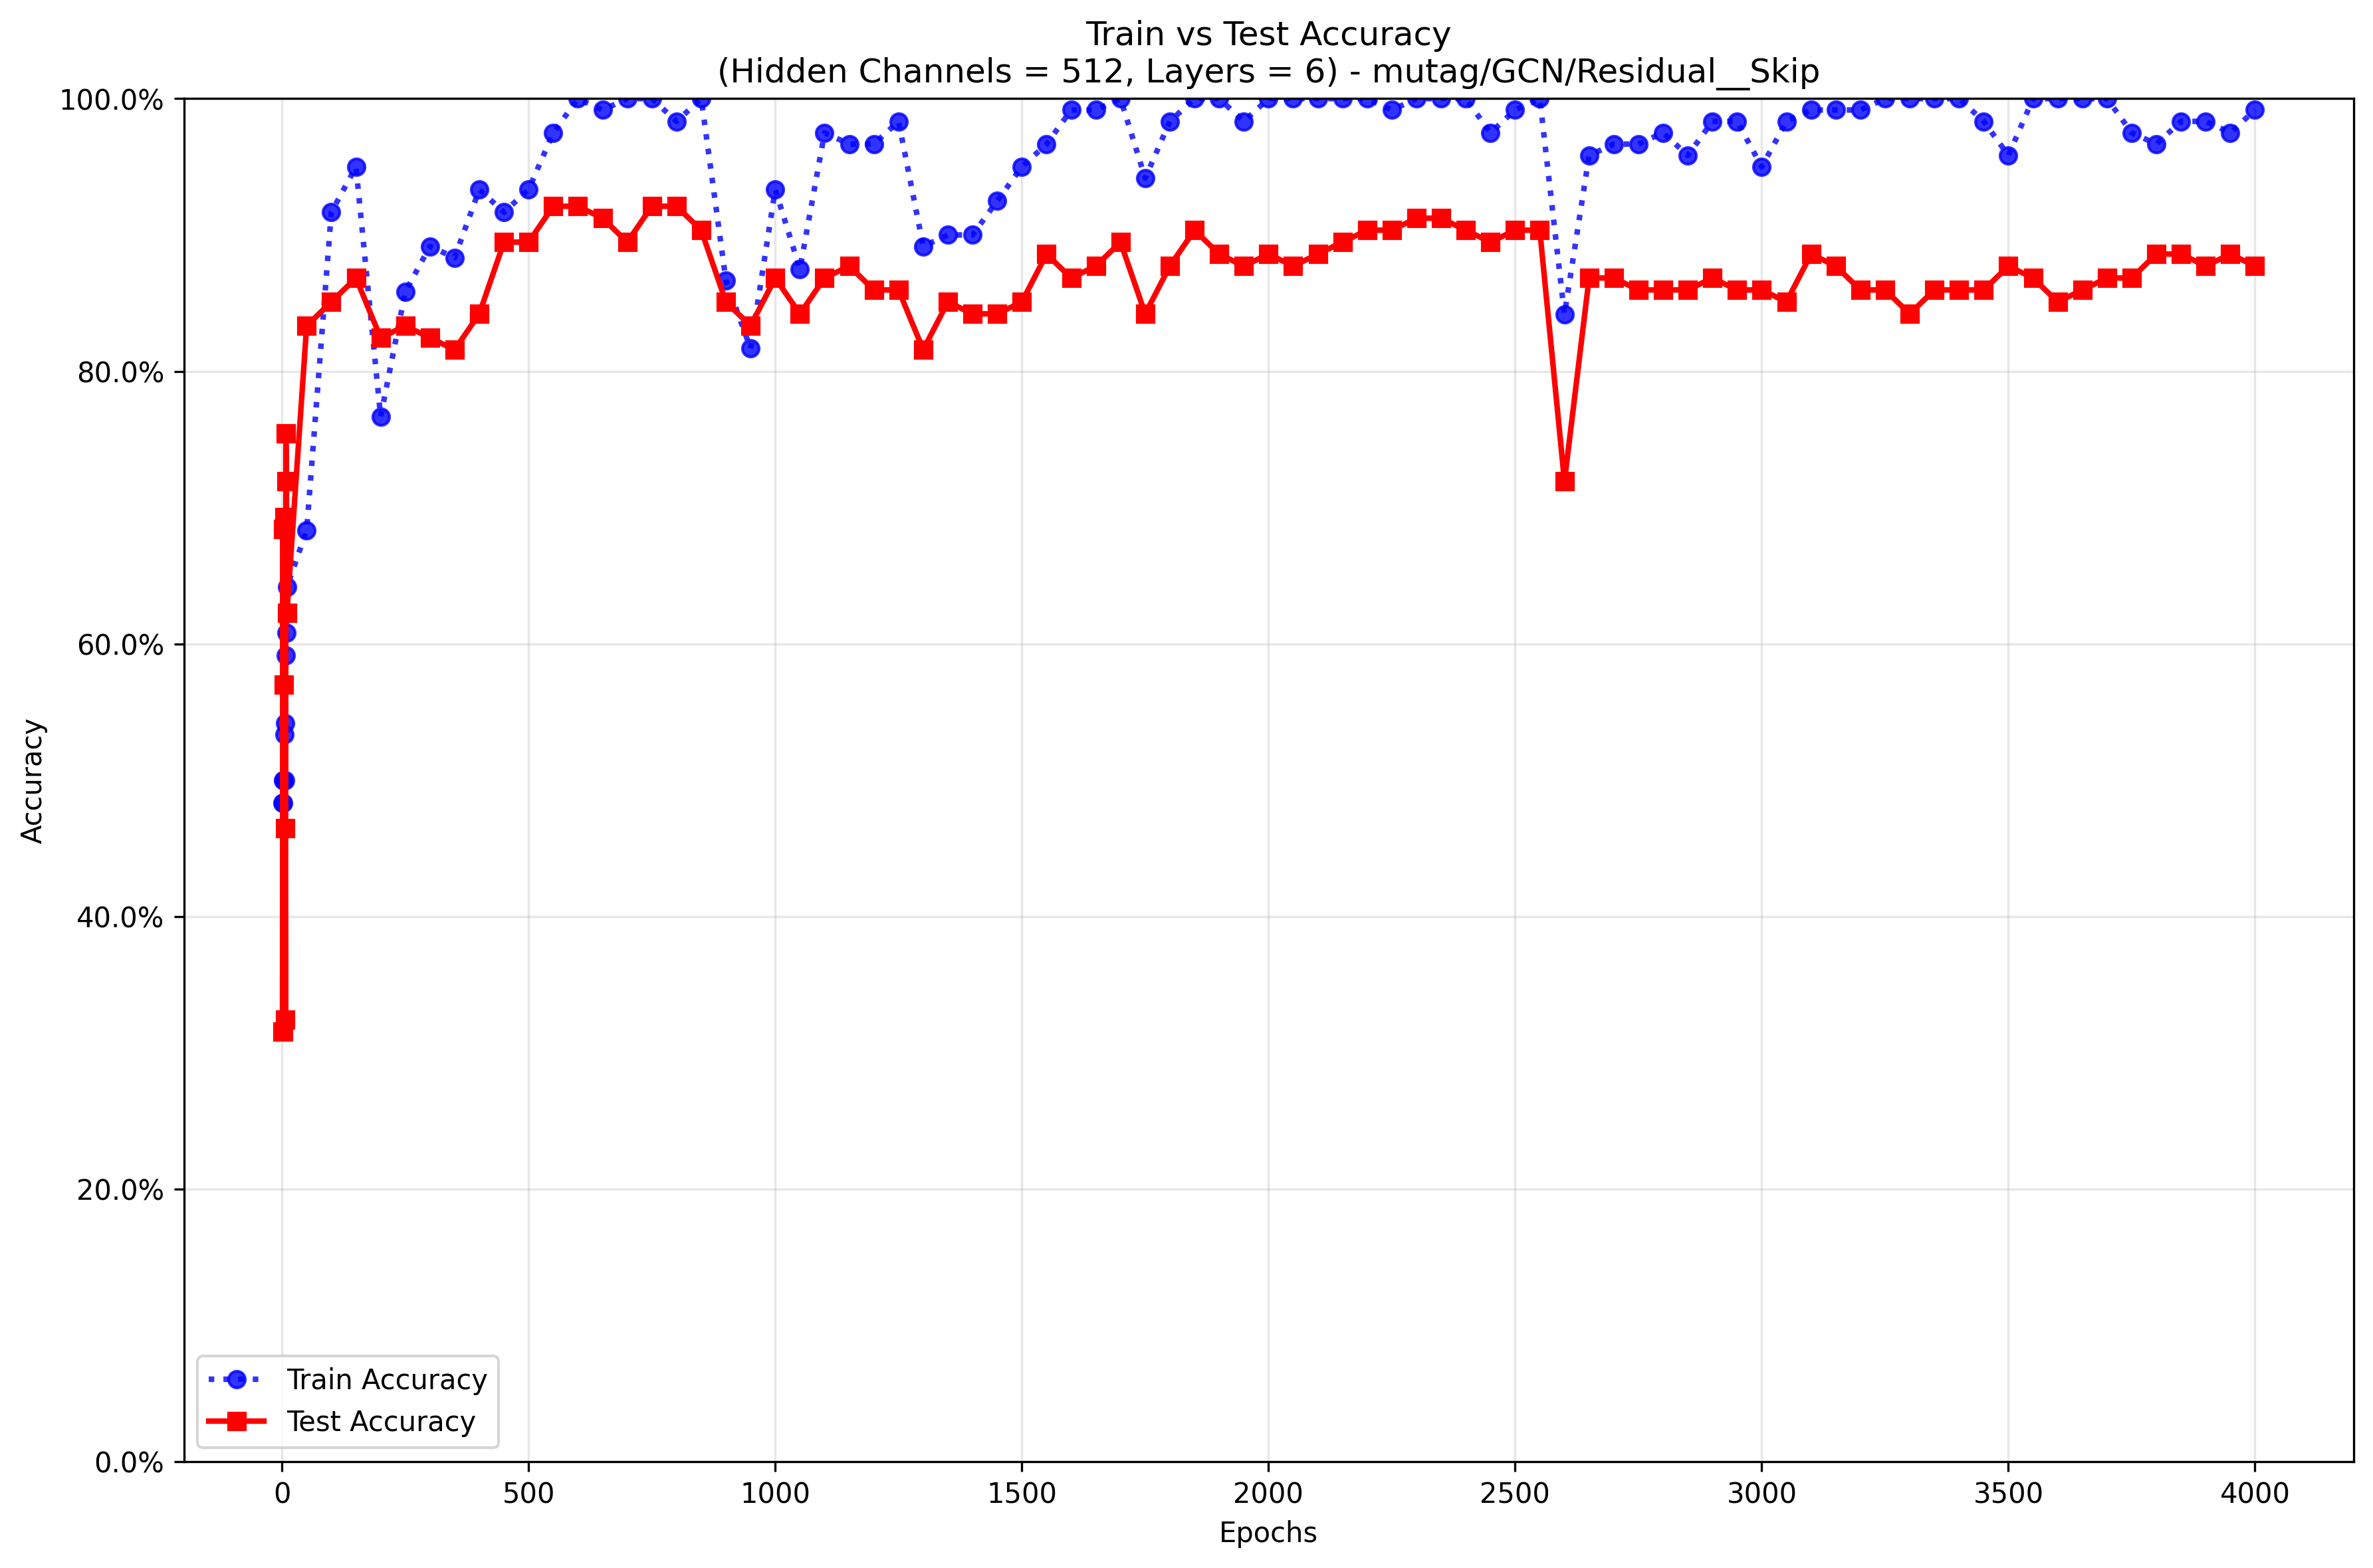 Train vs Test Accuracy
(Hidden Channels = 512, Layers = 6) - mutag/GCN/Residual__Skip
100.0%
80.0%
60.0%
40.0%
20.0%
0.0%
Accuracy
Train Accuracy
Test Accuracy
0 500 1000 1500 2000 2500 3000 3500 4000
Epochs